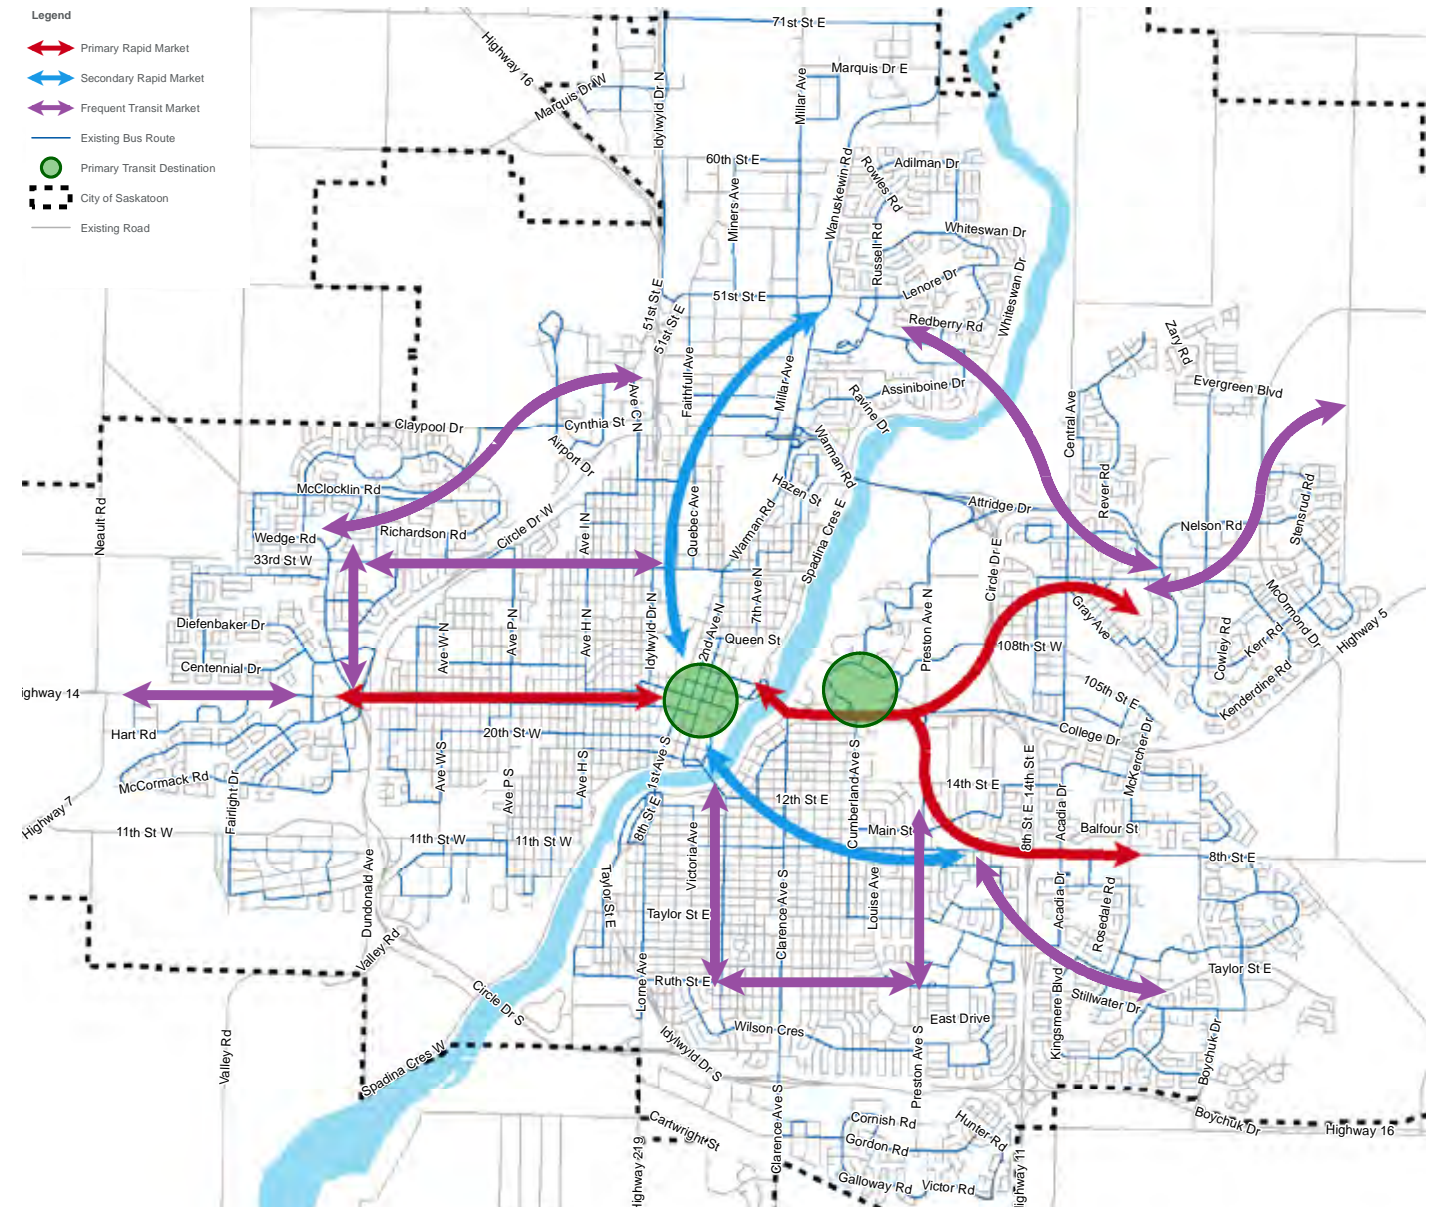 Legend
Primary Rapid Market
Secondary Rapid Market
Frequent Transit Market
Existing Bus Route
Primary Transit Destination
City of Saskatoon
Existing Road
71st St E
Highway 16
Marquis Dr W
Marquis Dr E
Idylwyld Dr N
Millar Ave
60th St E
Miners Ave
Wanuskewin Rd
Adilman Dr
Rowles Rd
Russell Rd
Whiteswan Dr
Lenore Dr
Whiteswan Dr
51st St E
51st St E
51st St E
Redberry Rd
Zary Rd
Evergreen Blvd
Faithfull Ave
Millar Ave
Assiniboine Dr
Ravine Dr
Central Ave
Ave C N
Claypool Dr
Cynthia St
Airport Dr
Warman Rd
McClocklin Rd
Hazen St
Rever Rd
Stensrud Rd
Attridge Dr
Nelson Rd
Neault Rd
Wedge Rd
Richardson Rd
Circle Dr W
Ave I N
Quebec Ave
Warman Rd
Spadina Cres E
33rd St W
Circle Dr E
7th Ave N
Preston Ave N
Gray Ave
McOrmond Dr
Highway 5
Diefenbaker Dr
Ave W N
Ave P N
Ave H N
Idylwyld Dr N
2nd Ave N
Queen St
108th St W
Cowley Rd
Kerr Rd
Centennial Dr
105th St E
Kenderdine Rd
ighway 14
Hart Rd
20th St W
College Dr
McKercher Dr
McCormack Rd
Fairlight Dr
Ave W S
Ave P S
Ave H S
1st Ave S
8th St E
Cumberland Ave S
14th St E
14th St E
8th St E
Acadia Dr
12th St E
Main St
Balfour St
Highway 7
11th St W
11th St W
11th St W
8th St E
Dundonald Ave
Taylor St E
Victoria Ave
Clarence Ave S
Louise Ave
Acadia Dr
Rosedale Rd
Taylor St E
Valley Rd
Lorne Ave
Ruth St E
Taylor St E
Circle Dr S
Stillwater Dr
Kingsmere Blvd
Wilson Cres
East Drive
Valley Rd
Spadina Cres W
Idylwyld Dr S
Preston Ave S
Boychuk Dr
Cartwright St
Clarence Ave S
Cornish Rd
Hunter Rd
Boychuk Dr
Highway 16
Gordon Rd
Highway 219
Galloway Rd
Victor Rd
ighway 11